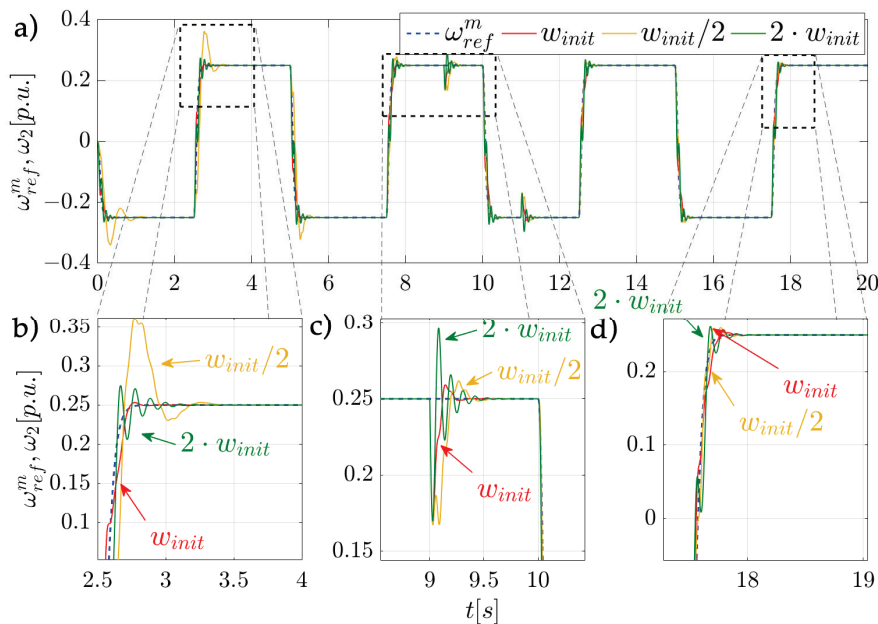 a)
ω^m_ref w_init w_init/2 2 · w_init
0.4
0.2
0
−0.2
−0.4
ω^m_ref, ω_2[p.u.]
0 2 4 6 8 10 12 14 16 18 20
b)
0.35
0.3
0.25
0.2
0.15
0.1
ω^m_ref, ω_2[p.u.]
w_init/2
2 · w_init
w_init
2.5 3 3.5 4
c)
0.3
0.25
0.2
0.15
2 · w_init
w_init/2
w_init
9 9.5 10
t[s]
d)
2 · w_init
0.2
0.1
0
w_init
w_init/2
18 19